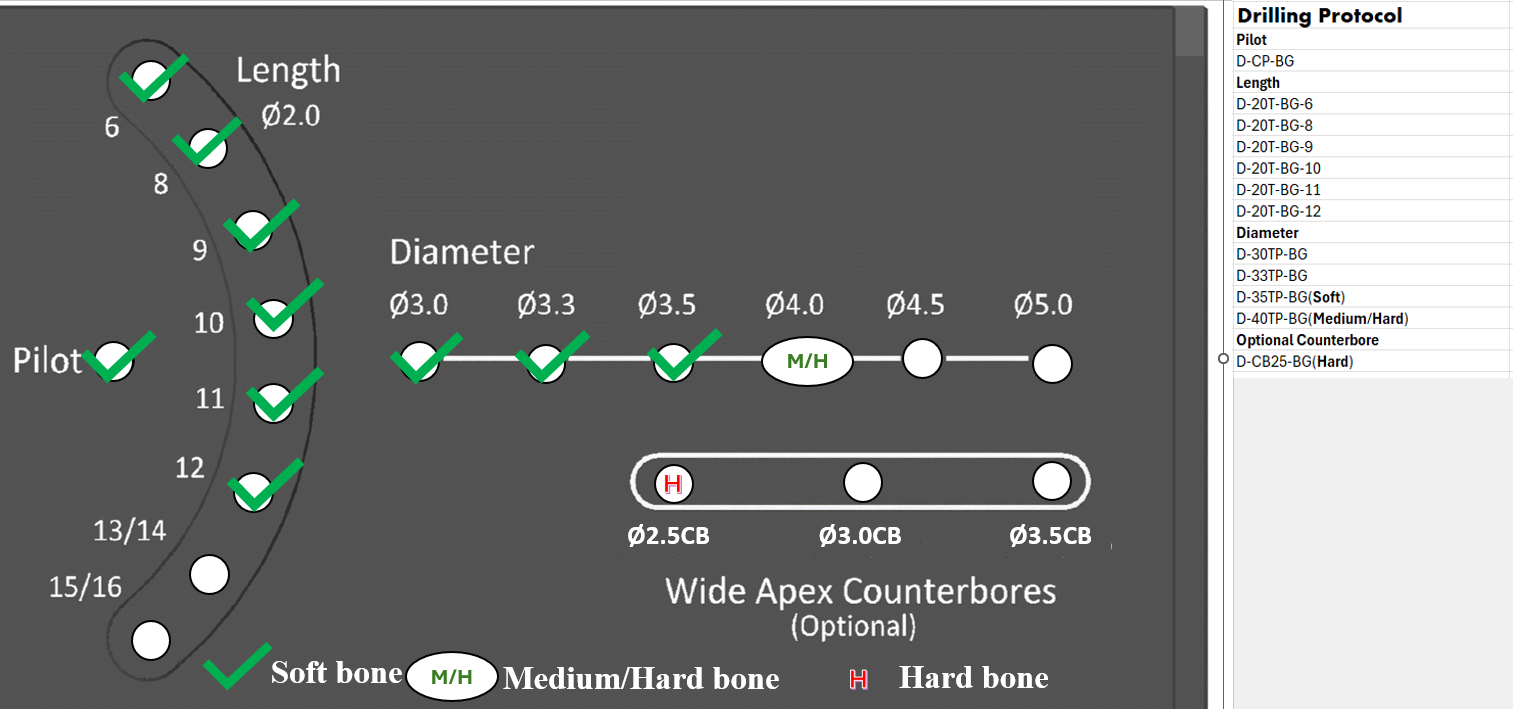 Length
Ø2.0
6
8
9
10
Pilot
11
12
13/14
15/16
Diameter
Ø3.0 Ø3.3 Ø3.5 Ø4.0 Ø4.5 Ø5.0
M/H
H
Ø2.5CB Ø3.0CB Ø3.5CB
Wide Apex Counterbores
(Optional)
Soft bone M/H Medium/Hard bone H Hard bone
Drilling Protocol
Pilot
D-CP-BG
Length
D-20T-BG-6
D-20T-BG-8
D-20T-BG-9
D-20T-BG-10
D-20T-BG-11
D-20T-BG-12
Diameter
D-30TP-BG
D-33TP-BG
D-35TP-BG(Soft)
D-40TP-BG(Medium/Hard)
Optional Counterbore
D-CB25-BG(Hard)